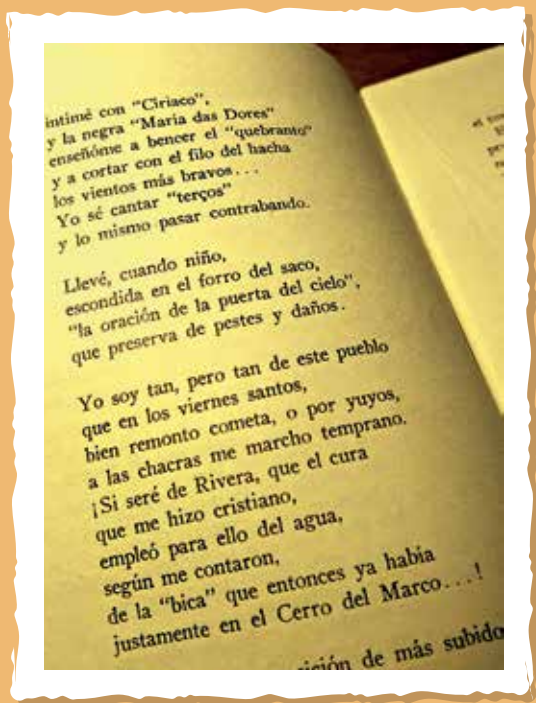 intimé con "Ciriaco",
y la negra "Maria das Dores"
enseñóme a bencer el "quebranto"
y a cortar con el filo del hacha
los vientos más bravos...
Yo sé cantar "terços"
y lo mismo pasar contrabando.
Llevé, cuando niño,
escondida en el forro del saco,
"la oración de la puerta del cielo",
que preserva de pestes y daños.
Yo soy tan, pero tan de este pueblo
que en los viernes santos,
bien remonto cometa, o por yuyos,
a las chacras me marcho temprano.
¡Si seré de Rivera, que el cura
que me hizo cristiano,
empleó para ello del agua,
según me contaron,
de la "bica" que entonces ya había
justamente en el Cerro del Marco...!
de más subido